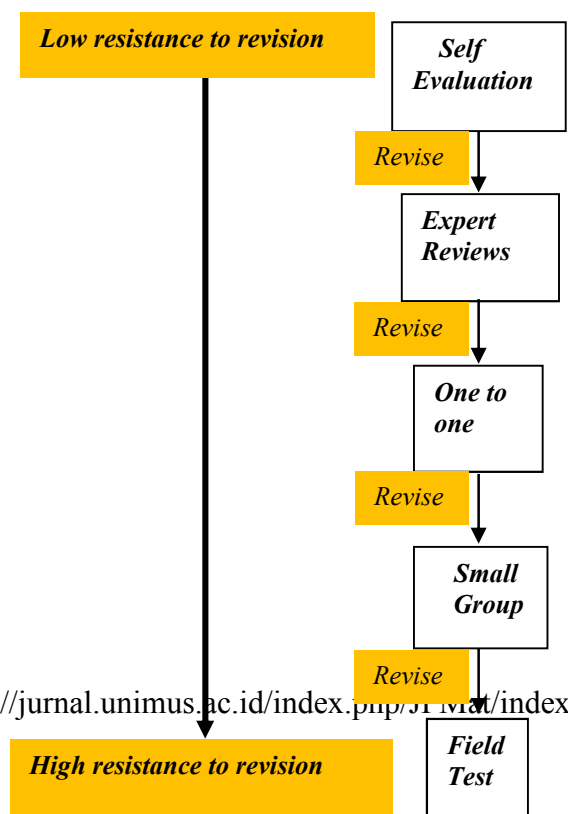 Low resistance to revision
Self
Evaluation
Revise
Expert
Reviews
Revise
One to
one
Revise
Small
Group
Revise
//jurnal.unimus.ac.id/index.php/JPMat/index
High resistance to revision
Field
Test